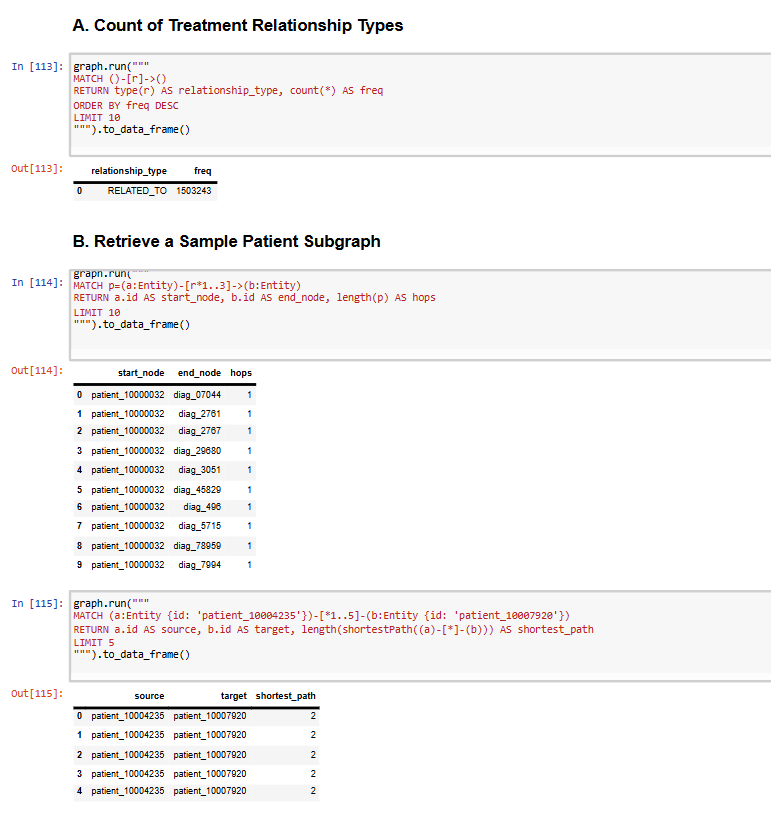 A. Count of Treatment Relationship Types
In [113]: graph.run("""
MATCH ()-[r]->()
RETURN type(r) AS relationship_type, count(*) AS freq
ORDER BY freq DESC
LIMIT 10
""").to_data_frame()
Out[113]:
relationship_type freq
0 RELATED_TO 1503243
B. Retrieve a Sample Patient Subgraph
In [114]: graph.run("""
MATCH p=(a:Entity)-[r*1..3]->(b:Entity)
RETURN a.id AS start_node, b.id AS end_node, length(p) AS hops
LIMIT 10
""").to_data_frame()
Out[114]:
start_node end_node hops
0 patient_10000032 diag_07044 1
1 patient_10000032 diag_2761 1
2 patient_10000032 diag_2767 1
3 patient_10000032 diag_29680 1
4 patient_10000032 diag_3051 1
5 patient_10000032 diag_45829 1
6 patient_10000032 diag_496 1
7 patient_10000032 diag_5715 1
8 patient_10000032 diag_78959 1
9 patient_10000032 diag_7994 1
In [115]: graph.run("""
MATCH (a:Entity {id: 'patient_10004235'})-[*1..5]-(b:Entity {id: 'patient_10007920'})
RETURN a.id AS source, b.id AS target, length(shortestPath((a)-[*]-(b))) AS shortest_path
LIMIT 5
""").to_data_frame()
Out[115]:
source target shortest_path
0 patient_10004235 patient_10007920 2
1 patient_10004235 patient_10007920 2
2 patient_10004235 patient_10007920 2
3 patient_10004235 patient_10007920 2
4 patient_10004235 patient_10007920 2